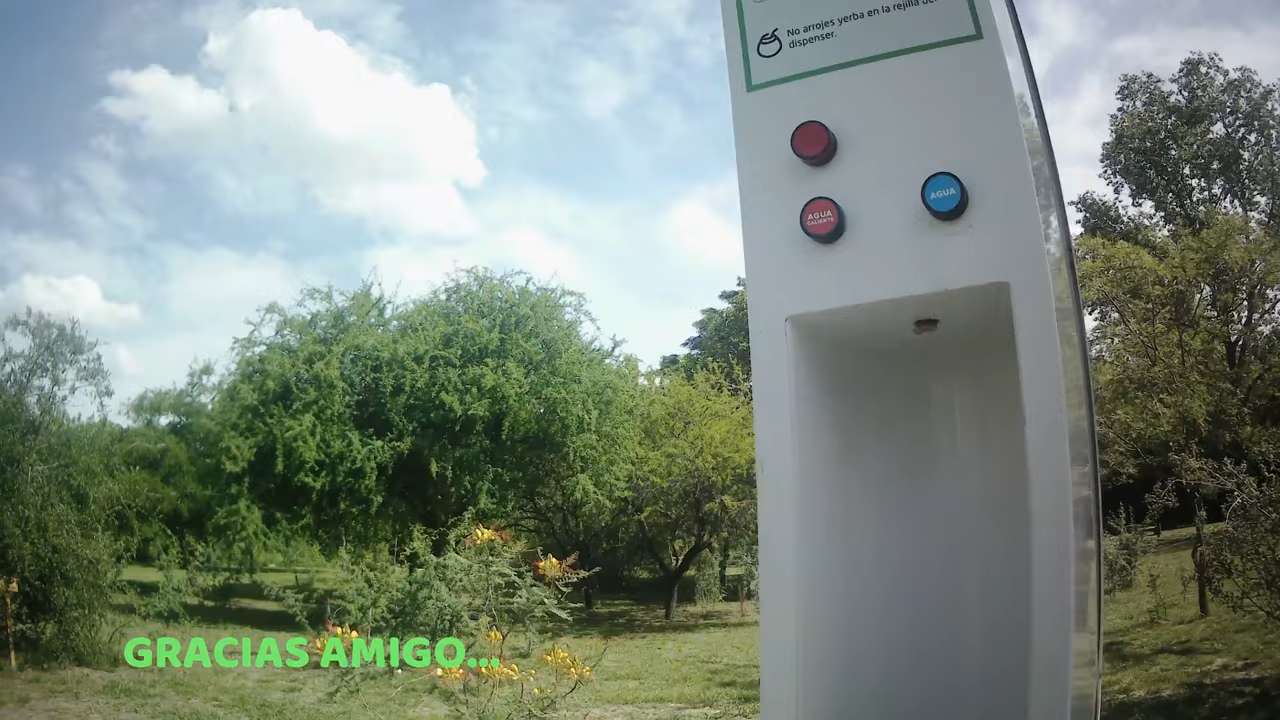 No arrojes yerba en la rejilla del
dispenser.
AGUA
CALIENTE
AGUA
GRACIAS AMIGO...